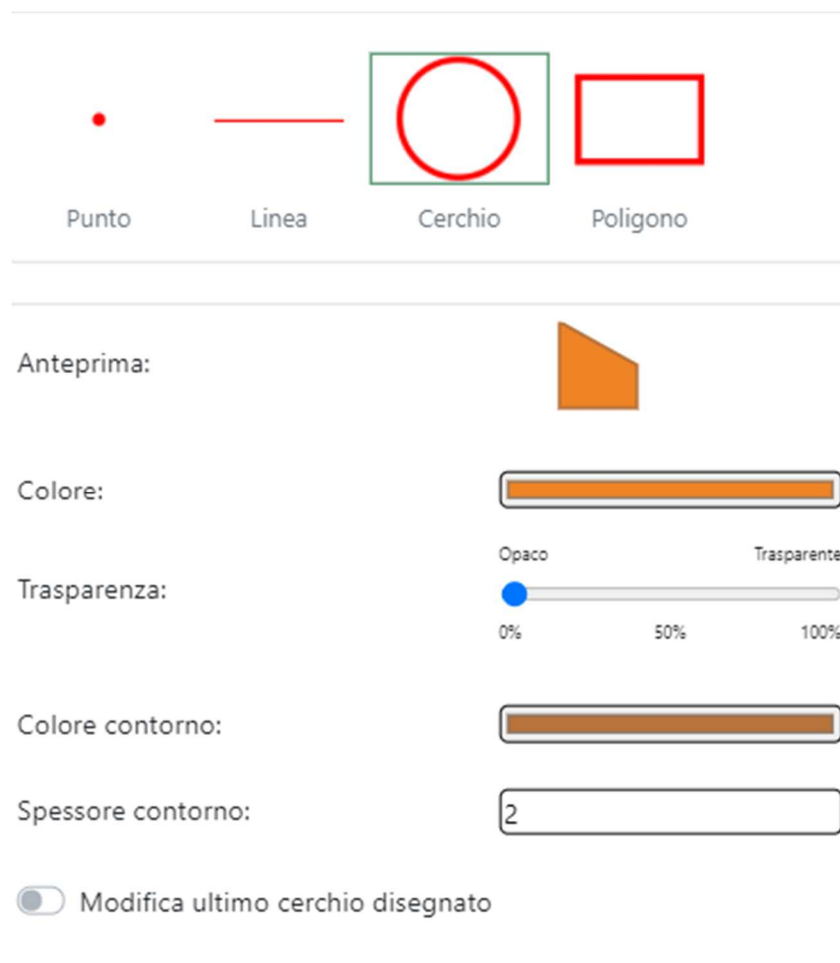 Punto Linea Cerchio Poligono
Anteprima:
Colore:
Opaco Trasparente
Trasparenza:
0% 50% 100%
Colore contorno:
Spessore contorno:
2
Modifica ultimo cerchio disegnato